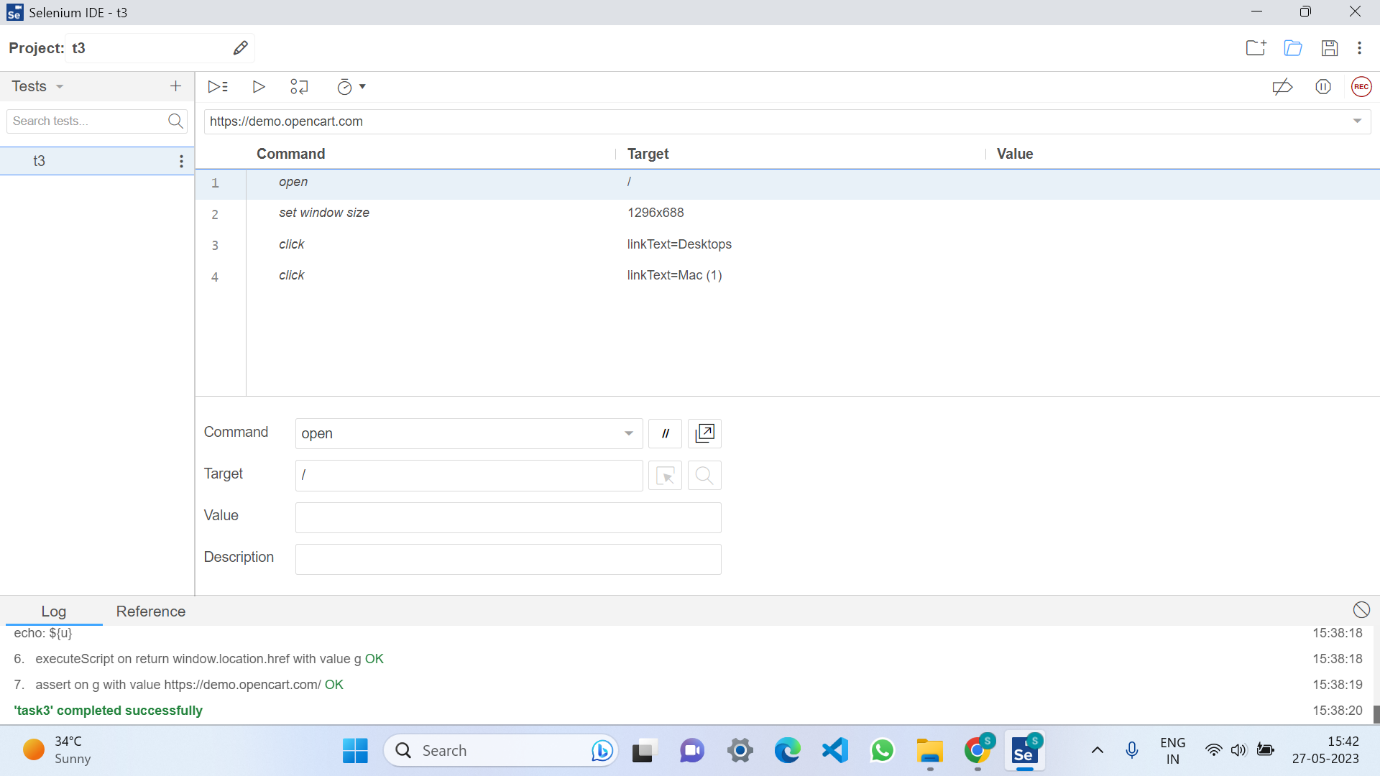 Se Selenium IDE - t3
Project: t3
Tests
Search tests...
t3
https://demo.opencart.com
REC
Command Target Value
1 open /
2 set window size 1296x688
3 click linkText=Desktops
4 click linkText=Mac (1)
Command open //
Target /
Value
Description
Log Reference
echo: ${u} 15:38:18
6. executeScript on return window.location.href with value g OK 15:38:18
7. assert on g with value https://demo.opencart.com/ OK 15:38:19
'task3' completed successfully 15:38:20
34°C
Sunny
Search
S
Se S
ENG
IN
15:42
27-05-2023